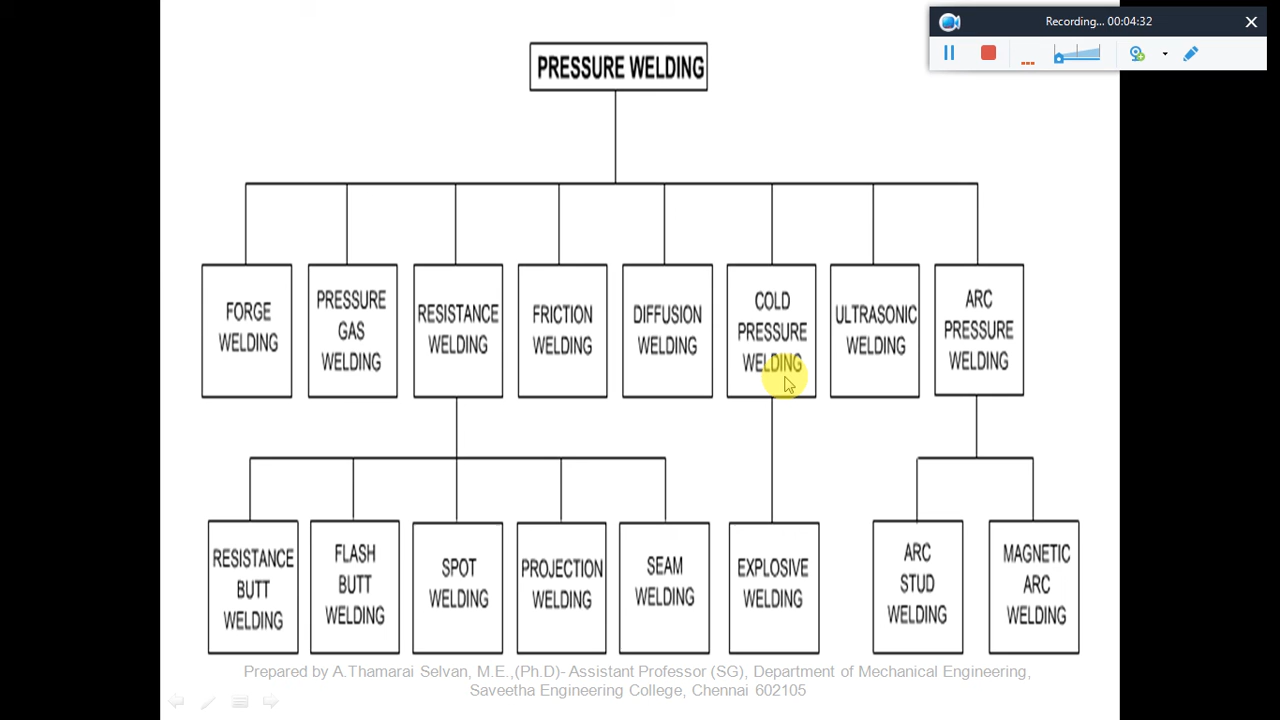 Recording... 00:04:32
PRESSURE WELDING
FORGE
WELDING
PRESSURE
GAS
WELDING
RESISTANCE
WELDING
FRICTION
WELDING
DIFFUSION
WELDING
COLD
PRESSURE
WELDING
ULTRASONIC
WELDING
ARC
PRESSURE
WELDING
RESISTANCE
BUTT
WELDING
FLASH
BUTT
WELDING
SPOT
WELDING
PROJECTION
WELDING
SEAM
WELDING
EXPLOSIVE
WELDING
ARC
STUD
WELDING
MAGNETIC
ARC
WELDING
Prepared by A.Thamarai Selvan, M.E.,(Ph.D)- Assistant Professor (SG), Department of Mechanical Engineering,
Saveetha Engineering College, Chennai 602105